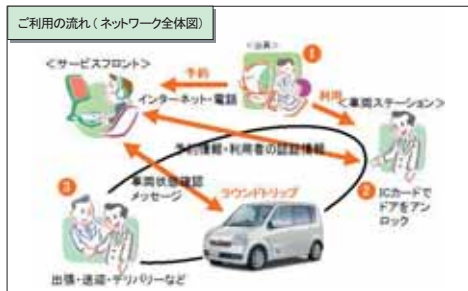 ご利用の流れ(ネットワーク全体図)
<会員>
1
<サービスフロント>
予約
インターネット・電話
利用
<車両ステーション>
予約情報・利用者の認証情報
車両状態確認
メッセージ
ラウンドトリップ
2
ICカードで
ドアをアン
ロック
3
出張・送迎・デリバリーなど